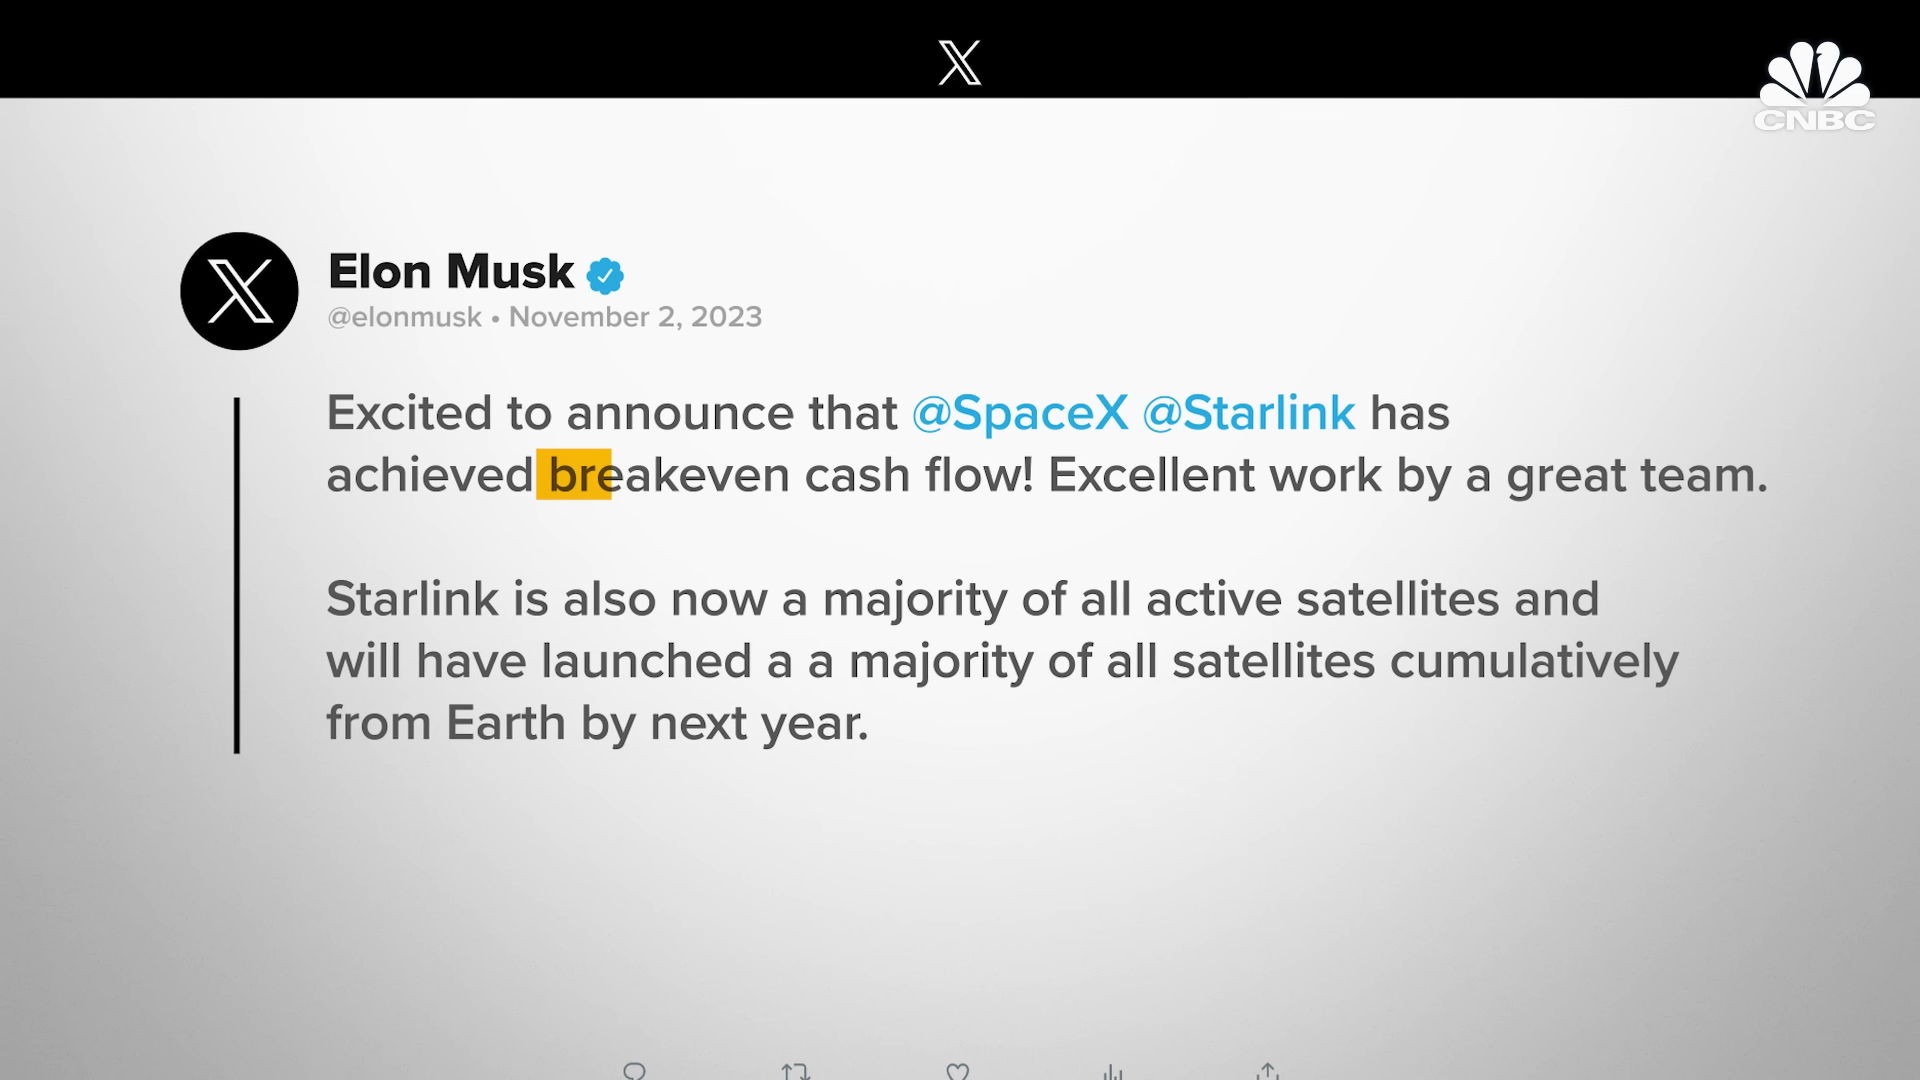 CNBC
Elon Musk
@elonmusk • November 2, 2023
Excited to announce that @SpaceX @Starlink has
achieved breakeven cash flow! Excellent work by a great team.
Starlink is also now a majority of all active satellites and
will have launched a a majority of all satellites cumulatively
from Earth by next year.